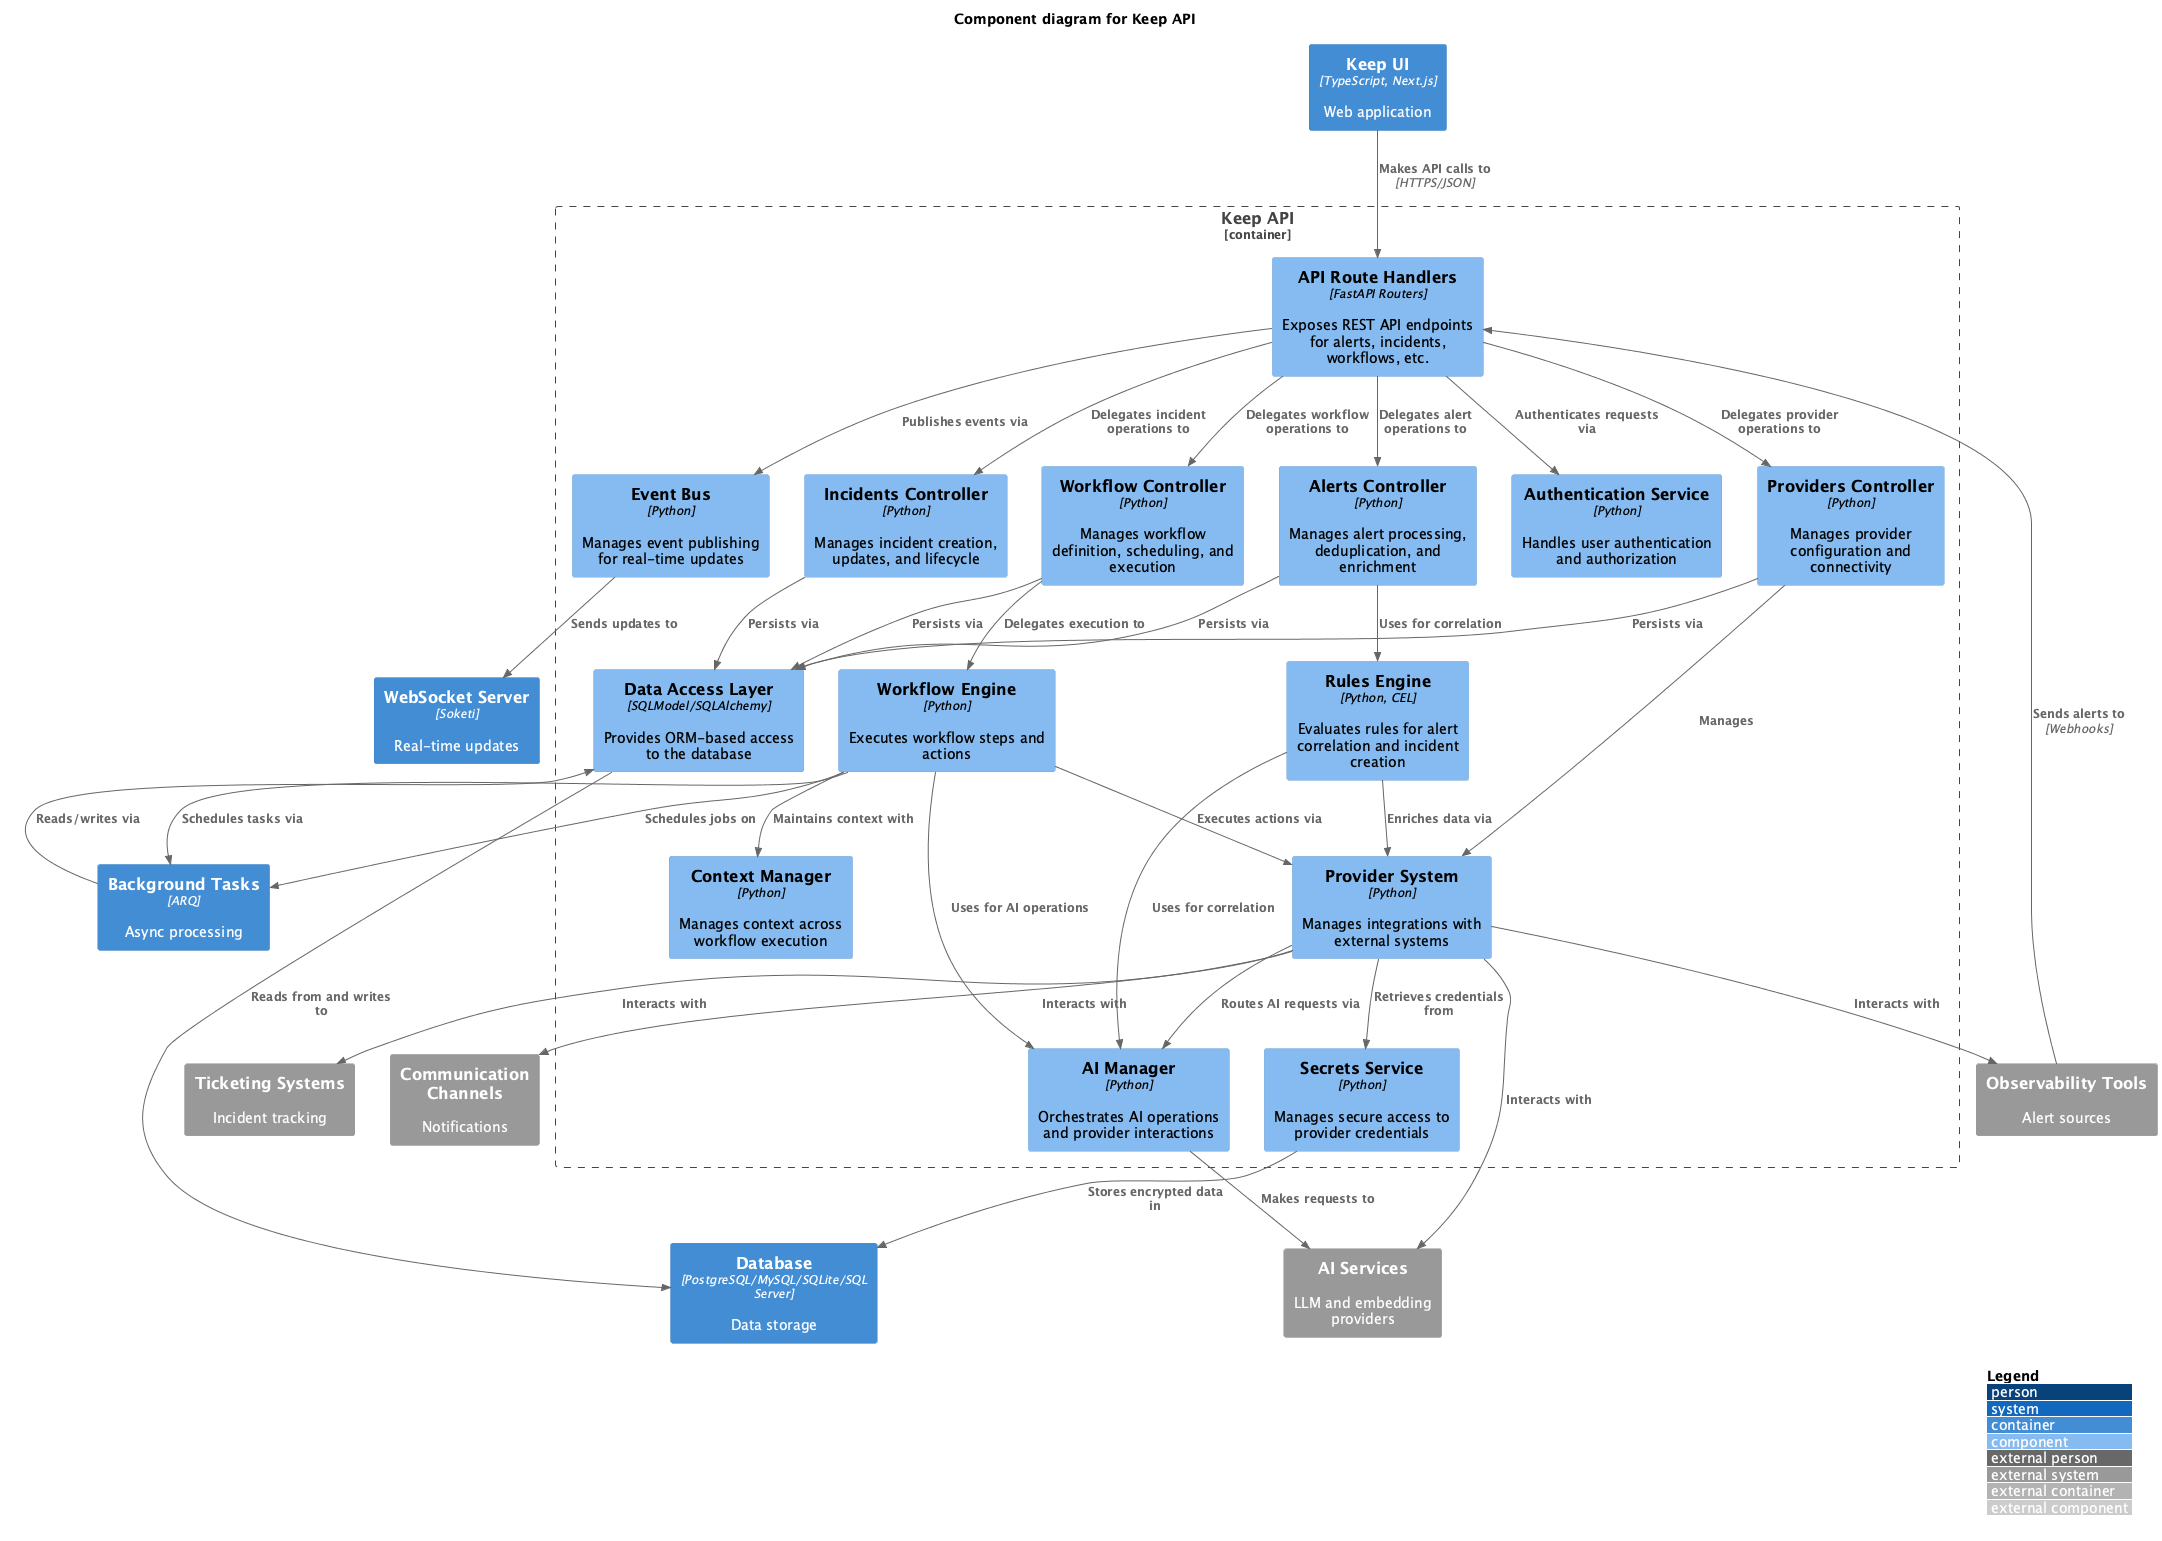 Component diagram for Keep API
Keep UI
[TypeScript, Next.js]
Web application
Makes API calls to
[HTTPS/JSON]
Keep API
[container]
API Route Handlers
[FastAPI Routers]
Exposes REST API endpoints
for alerts, incidents,
workflows, etc.
Publishes events via
Delegates incident
operations to
Delegates workflow
operations to
Delegates alert
operations to
Authenticates requests
via
Delegates provider
operations to
Event Bus
[Python]
Manages event publishing
for real-time updates
Incidents Controller
[Python]
Manages incident creation,
updates, and lifecycle
Workflow Controller
[Python]
Manages workflow
definition, scheduling, and
execution
Alerts Controller
[Python]
Manages alert processing,
deduplication, and
enrichment
Authentication Service
[Python]
Handles user authentication
and authorization
Providers Controller
[Python]
Manages provider
configuration and
connectivity
Sends updates to
Persists via
Persists via
Delegates execution to
Persists via
Uses for correlation
Persists via
WebSocket Server
[Soketi]
Real-time updates
Data Access Layer
[SQLModel/SQLAlchemy]
Provides ORM-based access
to the database
Workflow Engine
[Python]
Executes workflow steps and
actions
Rules Engine
[Python, CEL]
Evaluates rules for alert
correlation and incident
creation
Manages
Sends alerts to
[Webhooks]
Reads/writes via
Schedules tasks via
Schedules jobs on
Maintains context with
Executes actions via
Enriches data via
Background Tasks
[ARQ]
Async processing
Context Manager
[Python]
Manages context across
workflow execution
Uses for AI operations
Uses for correlation
Provider System
[Python]
Manages integrations with
external systems
Reads from and writes
to
Interacts with
Interacts with
Routes AI requests via
Retrieves credentials
from
Interacts with
Ticketing Systems
Incident tracking
Communication
Channels
Notifications
AI Manager
[Python]
Orchestrates AI operations
and provider interactions
Secrets Service
[Python]
Manages secure access to
provider credentials
Interacts with
Observability Tools
Alert sources
Stores encrypted data
in
Makes requests to
Database
[PostgreSQL/MySQL/SQLite/SQL
Server]
Data storage
AI Services
LLM and embedding
providers
Legend
person
system
container
component
external person
external system
external container
external component